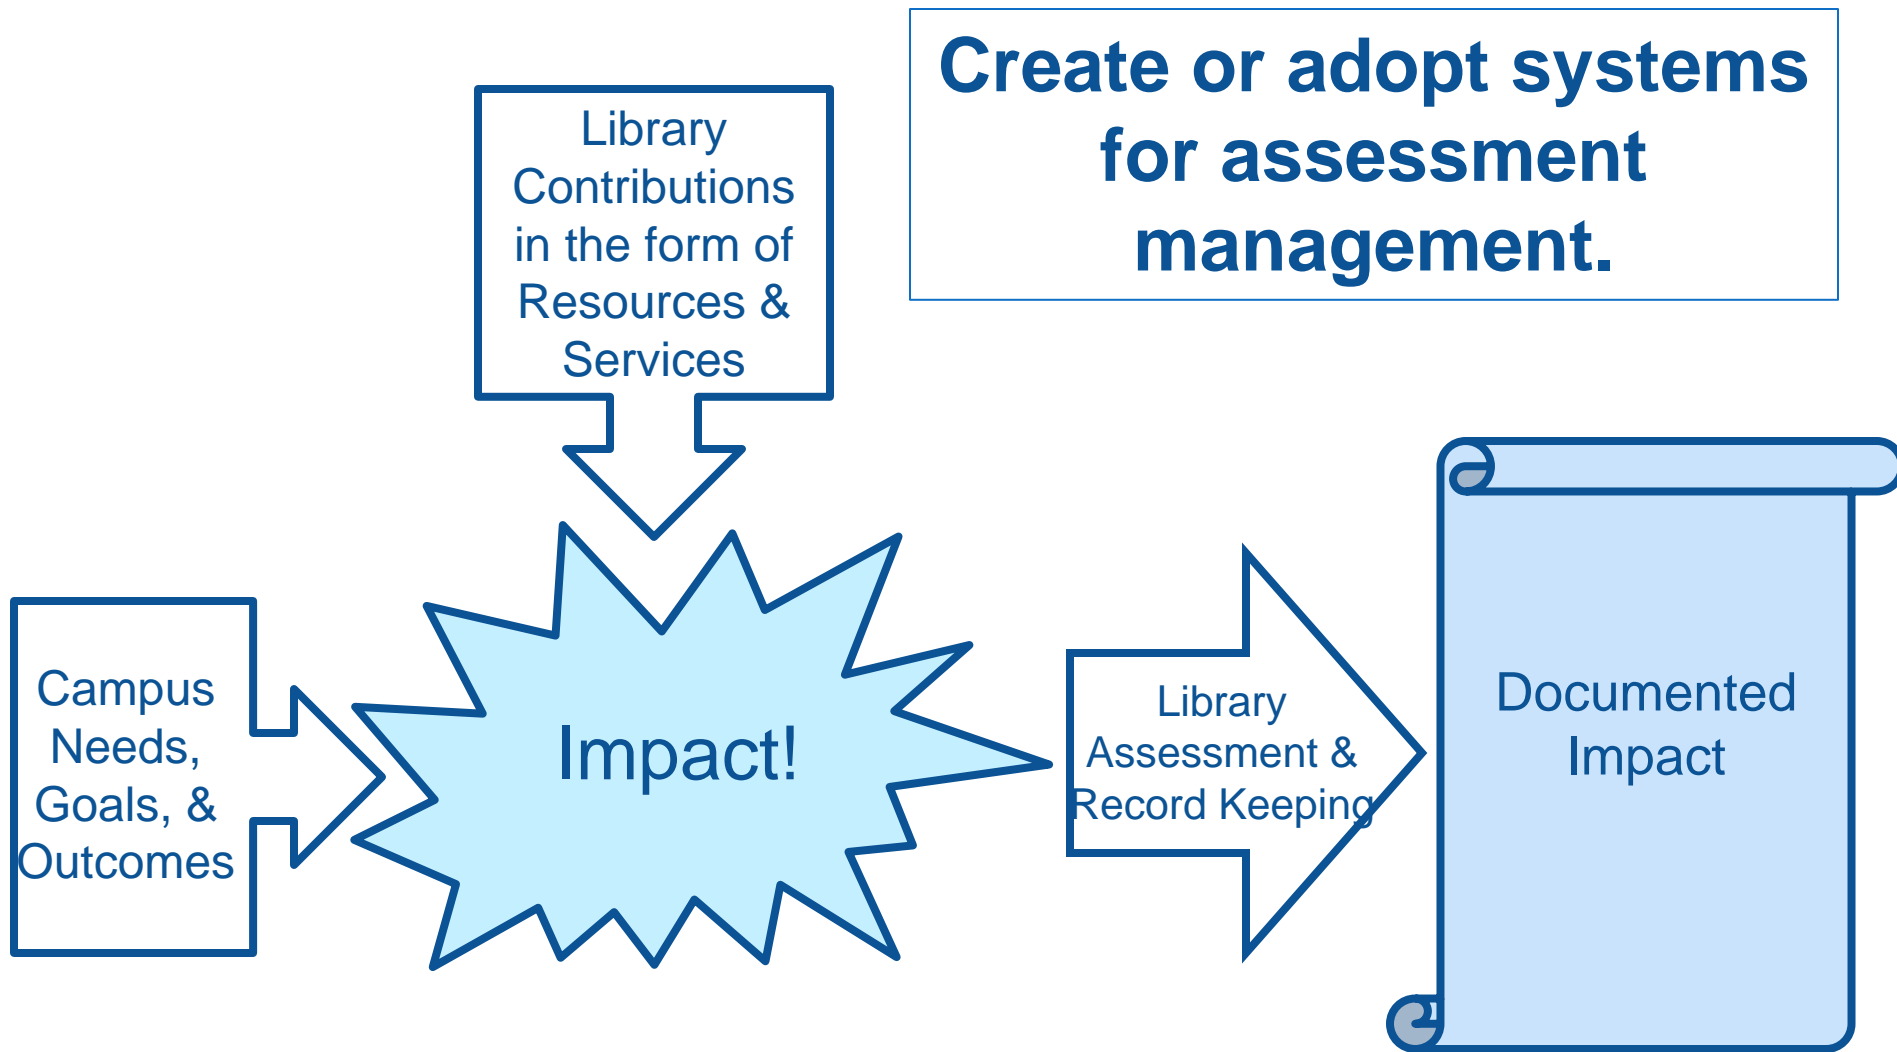 Create or adopt systems
for assessment
management.
Library
Contributions
in the form of
Resources &
Services
Campus
Needs,
Goals, &
Outcomes
Impact!
Library
Assessment &
Record Keeping
Documented
Impact